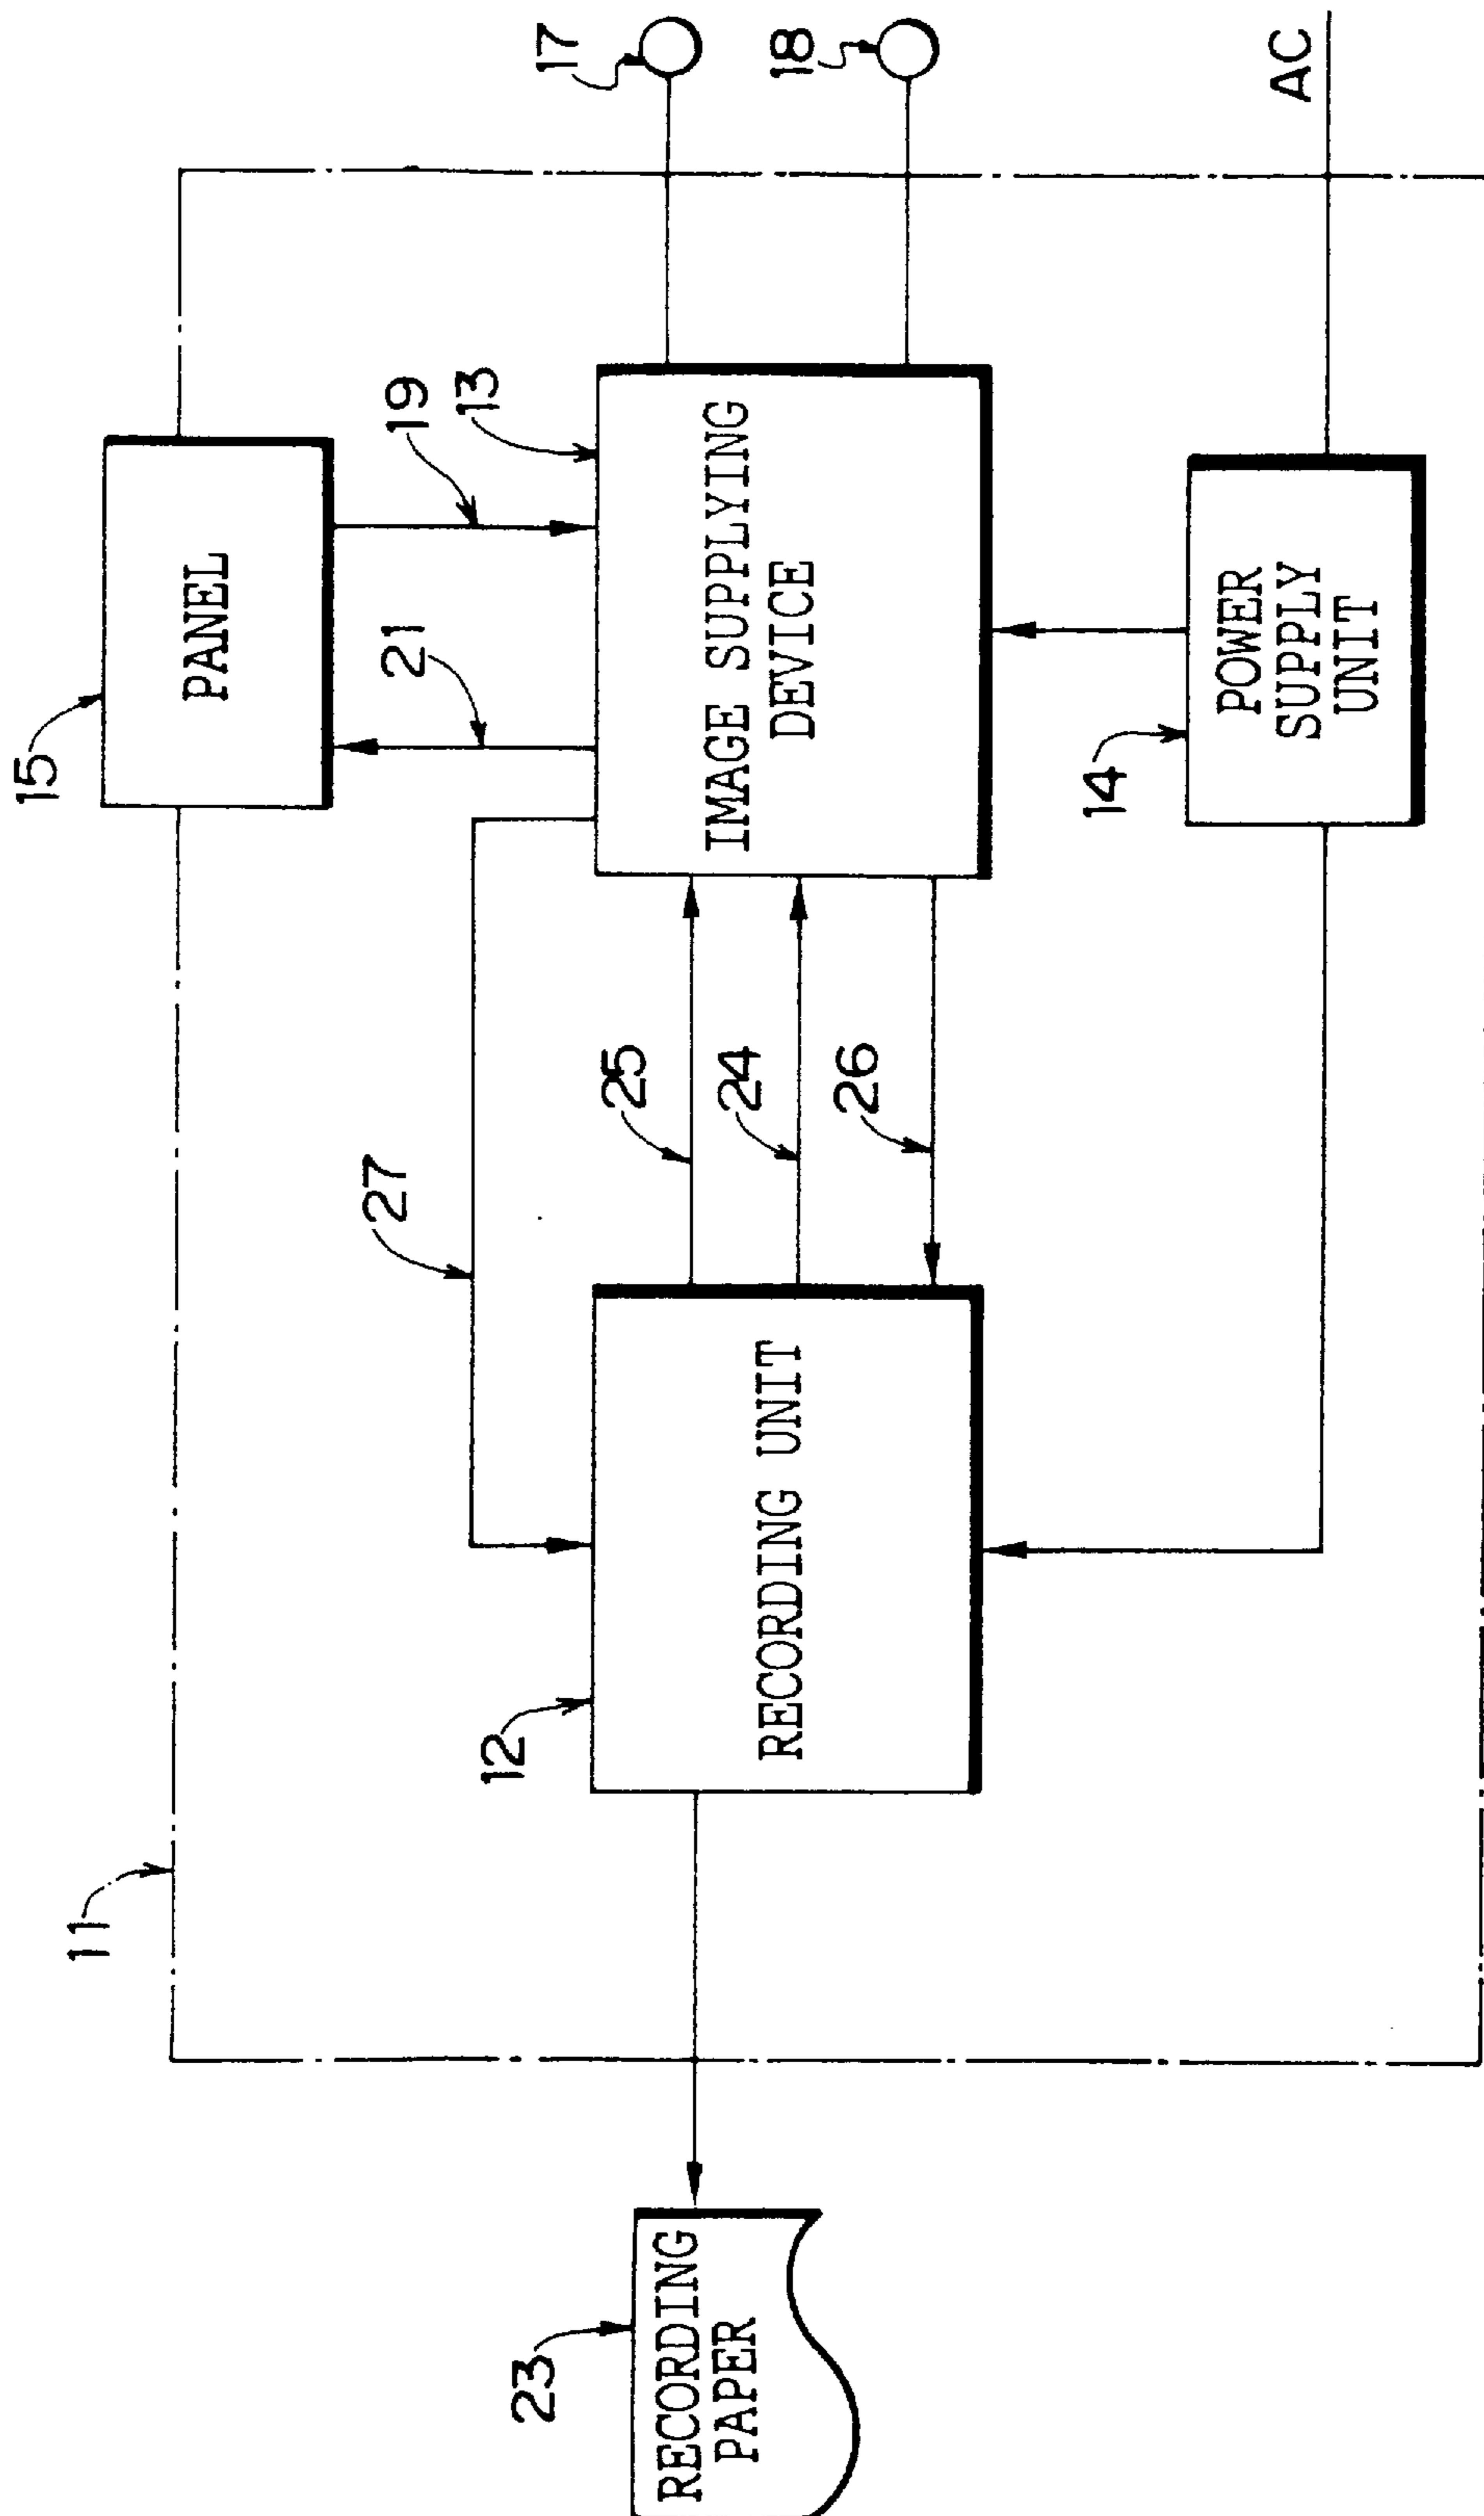 23
RECORDING
PAPER
11
12
RECORDING UNIT
27
25
24
26
15
PANEL
21
19
13
IMAGE SUPPLYING
DEVICE
14
POWER
SUPPLY
UNIT
17
18
AC